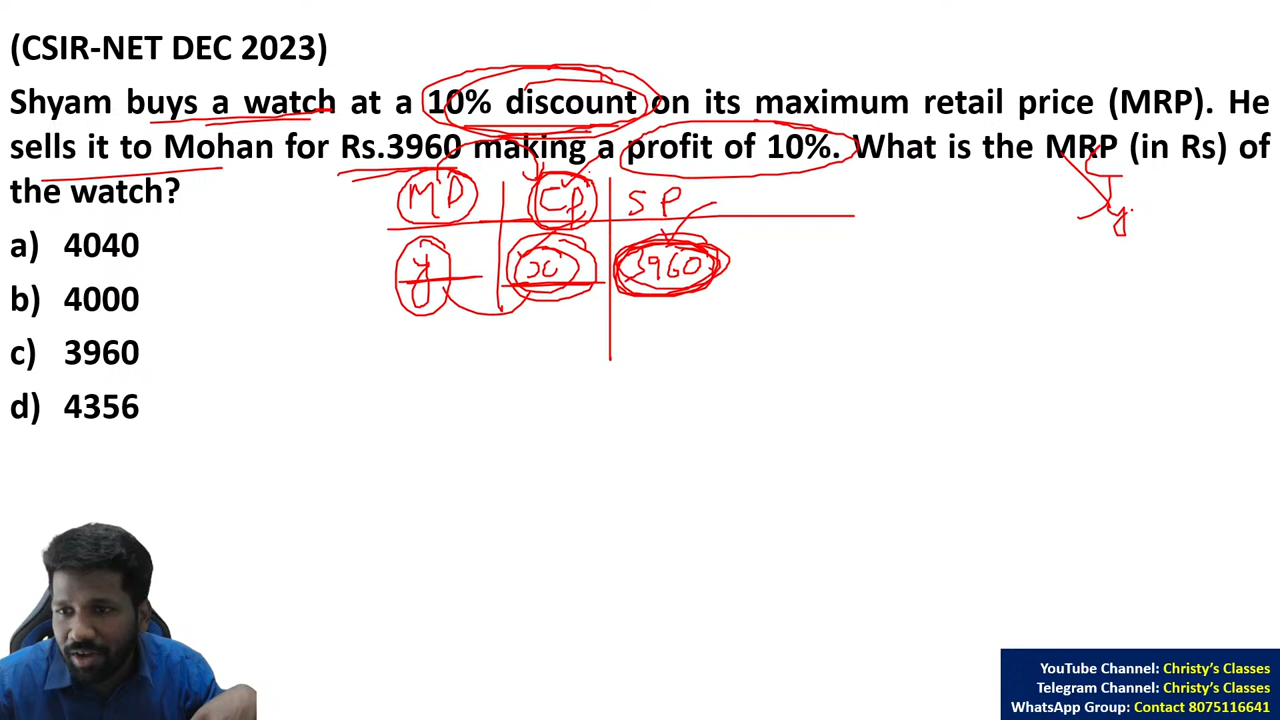 (CSIR-NET DEC 2023)
Shyam buys a watch at a 10% discount on its maximum retail price (MRP). He
sells it to Mohan for Rs.3960 making a profit of 10%. What is the MRP (in Rs) of
the watch?
MP CP SP
y x 3960
y
a) 4040
b) 4000
c) 3960
d) 4356
YouTube Channel: Christy's Classes
Telegram Channel: Christy's Classes
WhatsApp Group: Contact 8075116641